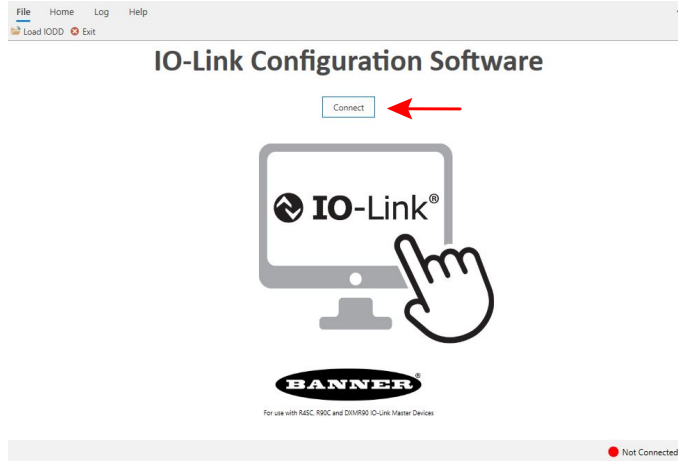 File Home Log Help
Load IODD Exit
IO-Link Configuration Software
Connect
IO-Link®
BANNER®
For use with R45C, R90C and DXMR90 IO-Link Master Devices
Not Connected